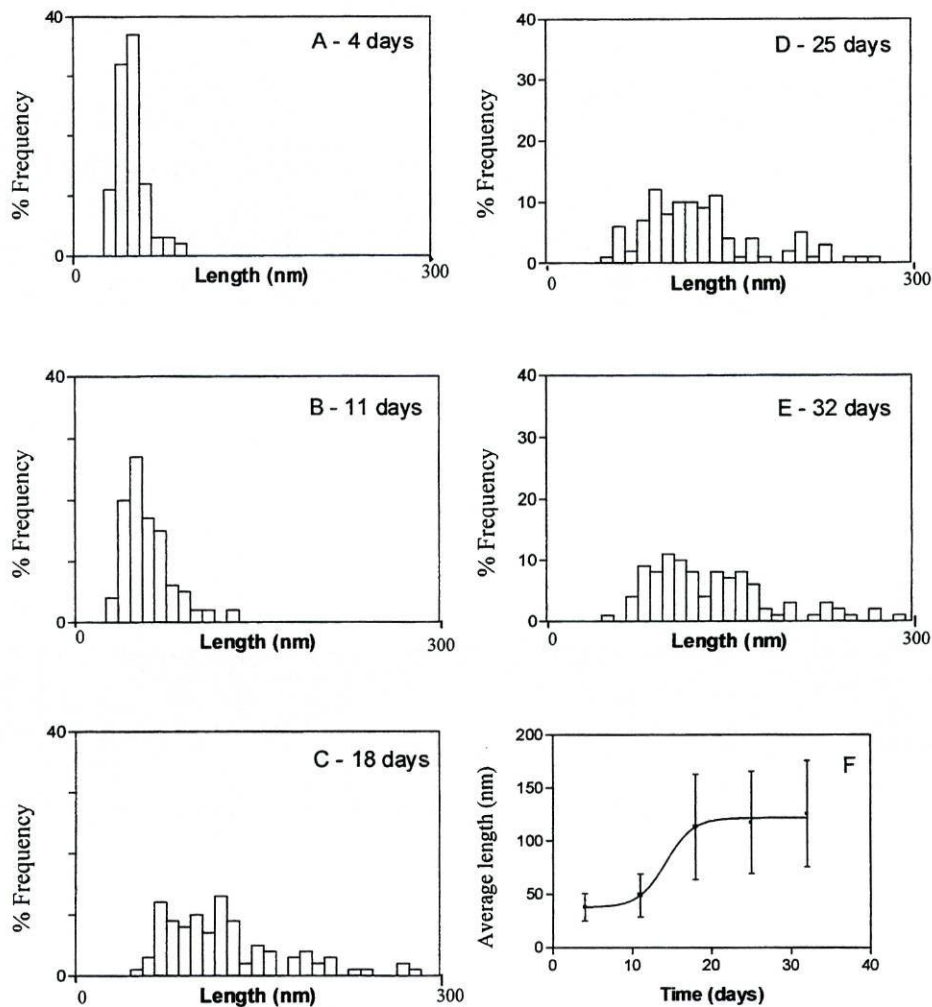 A - 4 days
% Frequency
40
0
0
Length (nm)
300
D - 25 days
% Frequency
40
30
20
10
0
0
Length (nm)
300
B - 11 days
% Frequency
40
0
0
Length (nm)
300
E - 32 days
% Frequency
40
30
20
10
0
0
Length (nm)
300
C - 18 days
% Frequency
40
0
0
Length (nm)
300
F
Average length (nm)
200
150
100
50
0
0 10 20 30 40
Time (days)